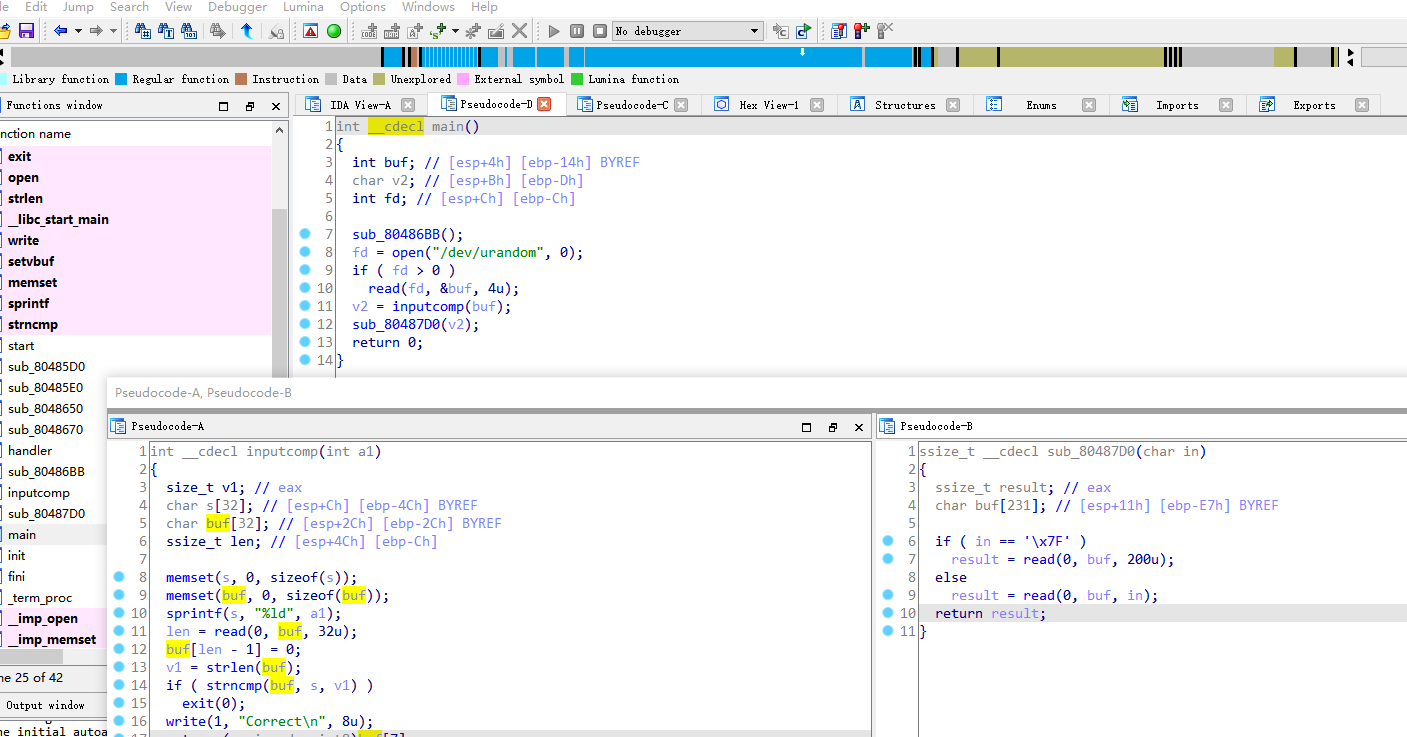 Edit Jump Search View Debugger Lumina Options Windows Help
No debugger
Library function Regular function Instruction Data Unexplored External symbol Lumina function
Functions window
IDA View-A Pseudocode-D Pseudocode-C Hex View-1 Structures Enums Imports Exports
nction name
exit
open
strlen
__libc_start_main
write
setvbuf
memset
sprintf
strncmp
start
sub_80485D0
sub_80485E0
sub_8048650
sub_8048670
handler
sub_80486BB
inputcomp
sub_80487D0
main
init
fini
_term_proc
__imp_open
__imp_memset
ne 25 of 42
Output window
he initial autoa
1 int __cdecl main()
2 {
3 int buf; // [esp+4h] [ebp-14h] BYREF
4 char v2; // [esp+Bh] [ebp-Dh]
5 int fd; // [esp+Ch] [ebp-Ch]
6
7 sub_80486BB();
8 fd = open("/dev/urandom", 0);
9 if ( fd > 0 )
10 read(fd, &buf, 4u);
11 v2 = inputcomp(buf);
12 sub_80487D0(v2);
13 return 0;
14 }
Pseudocode-A, Pseudocode-B
Pseudocode-A
1 int __cdecl inputcomp(int a1)
2 {
3 size_t v1; // eax
4 char s[32]; // [esp+Ch] [ebp-4Ch] BYREF
5 char buf[32]; // [esp+2Ch] [ebp-2Ch] BYREF
6 ssize_t len; // [esp+4Ch] [ebp-Ch]
7
8 memset(s, 0, sizeof(s));
9 memset(buf, 0, sizeof(buf));
10 sprintf(s, "%ld", a1);
11 len = read(0, buf, 32u);
12 buf[len - 1] = 0;
13 v1 = strlen(buf);
14 if ( strncmp(buf, s, v1) )
15 exit(0);
16 write(1, "Correct\n", 8u);
Pseudocode-B
1 ssize_t __cdecl sub_80487D0(char in)
2 {
3 ssize_t result; // eax
4 char buf[231]; // [esp+11h] [ebp-E7h] BYREF
5
6 if ( in == '\x7F' )
7 result = read(0, buf, 200u);
8 else
9 result = read(0, buf, in);
10 return result;
11 }